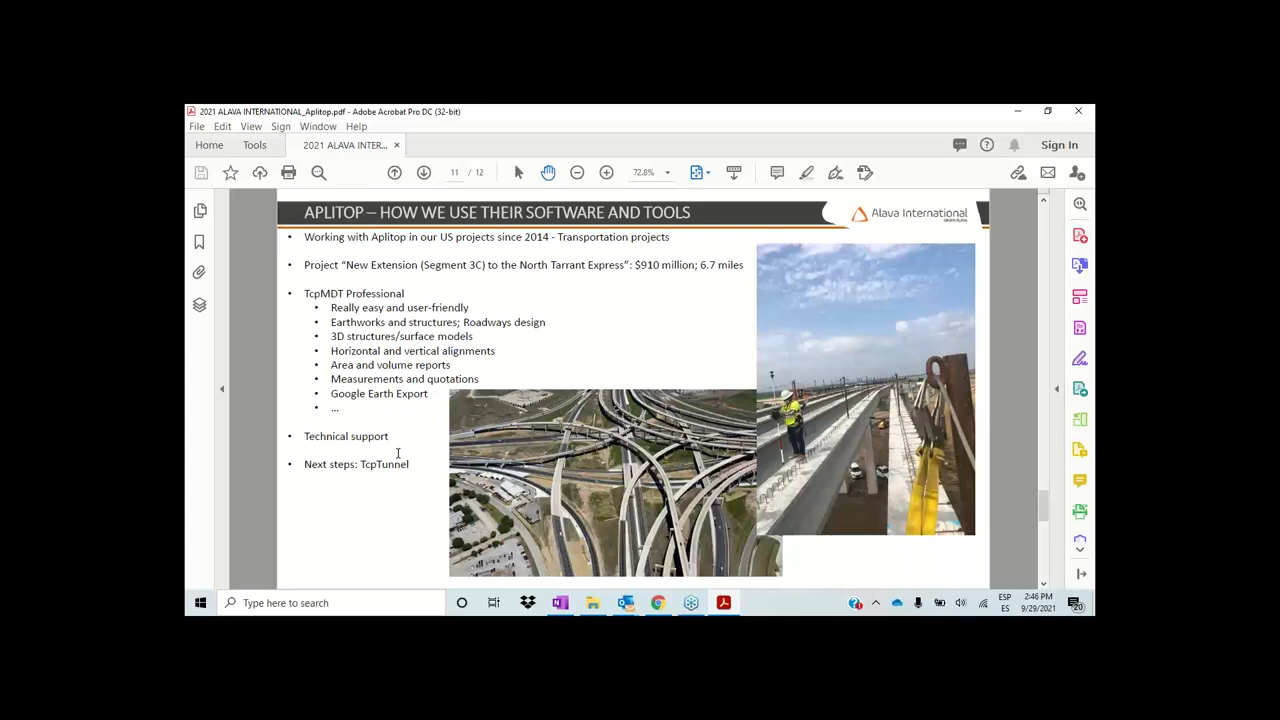 2021 ALAVA INTERNATIONAL_Aplitop.pdf - Adobe Acrobat Pro DC (32-bit)
File Edit View Sign Window Help
Home Tools 2021 ALAVA INTER... × Sign In
11 / 12 72.8%
APLITOP – HOW WE USE THEIR SOFTWARE AND TOOLS
Alava International
• Working with Aplitop in our US projects since 2014 - Transportation projects
• Project “New Extension (Segment 3C) to the North Tarrant Express”: $910 million; 6.7 miles
• TcpMDT Professional
• Really easy and user-friendly
• Earthworks and structures; Roadways design
• 3D structures/surface models
• Horizontal and vertical alignments
• Area and volume reports
• Measurements and quotations
• Google Earth Export
• ...
• Technical support
• Next steps: TcpTunnel
Type here to search
ESP 2:46 PM
ES 9/29/2021
20